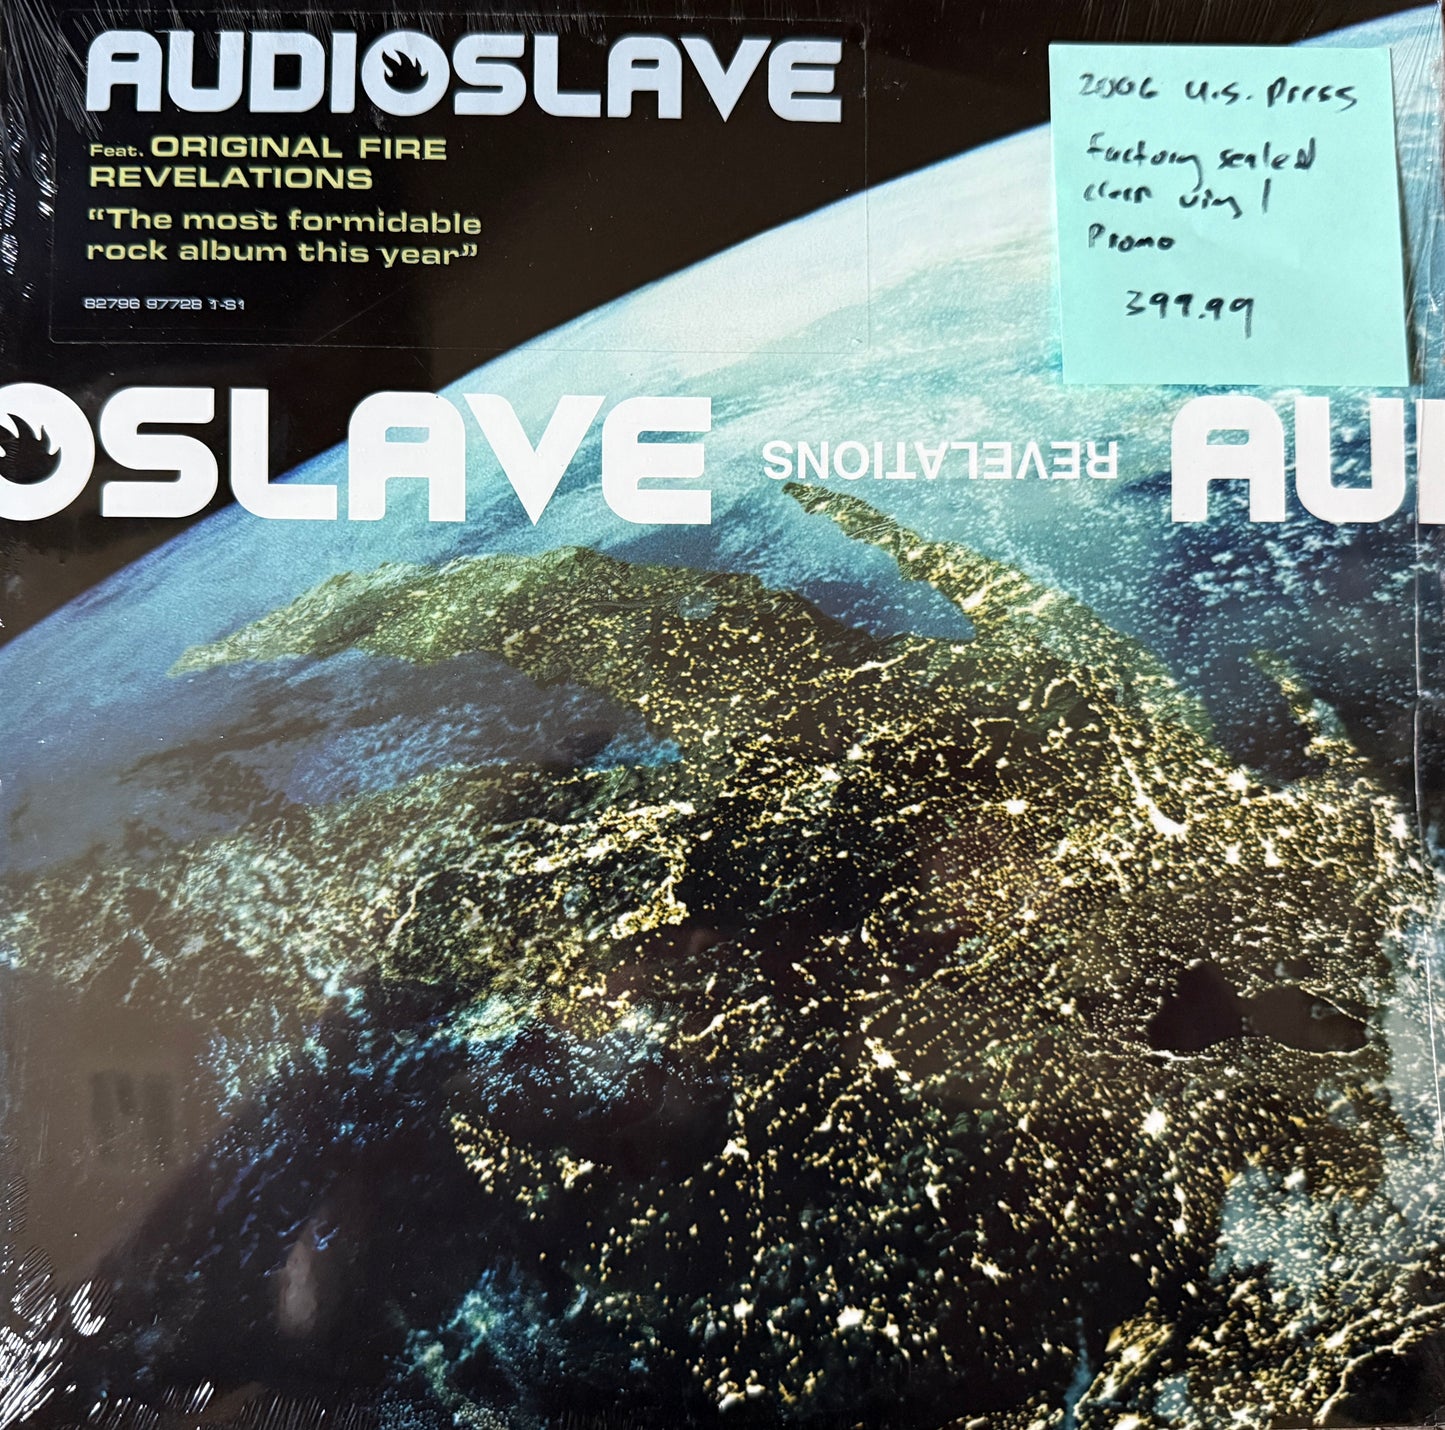 AUDIOSLAVE
Feat. ORIGINAL FIRE
REVELATIONS
“The most formidable
rock album this year”
82796 97728 1-S1
2006 U.S. Press
Factory sealed
clear vinyl
Promo
399.99
OSLAVE REVELATIONS AU